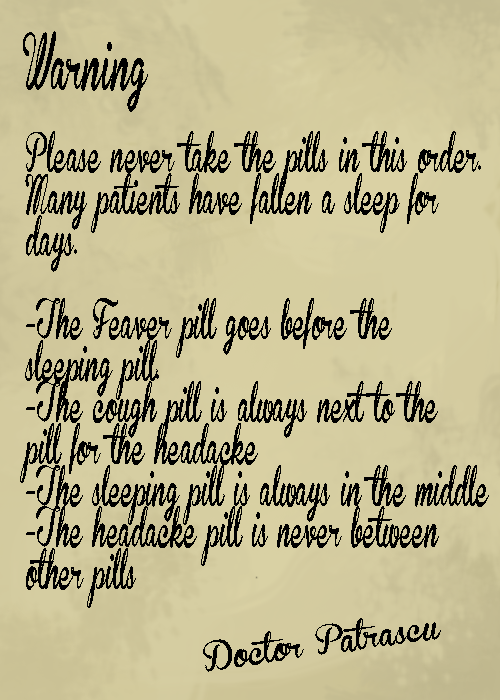 Warning
Please never take the pills in this order.
Many patients have fallen a sleep for
days.
-The Feaver pill goes before the
sleeping pill.
-The cough pill is always next to the
pill for the headacke
-The sleeping pill is always in the middle
-The headacke pill is never between
other pills
Doctor Patrascu